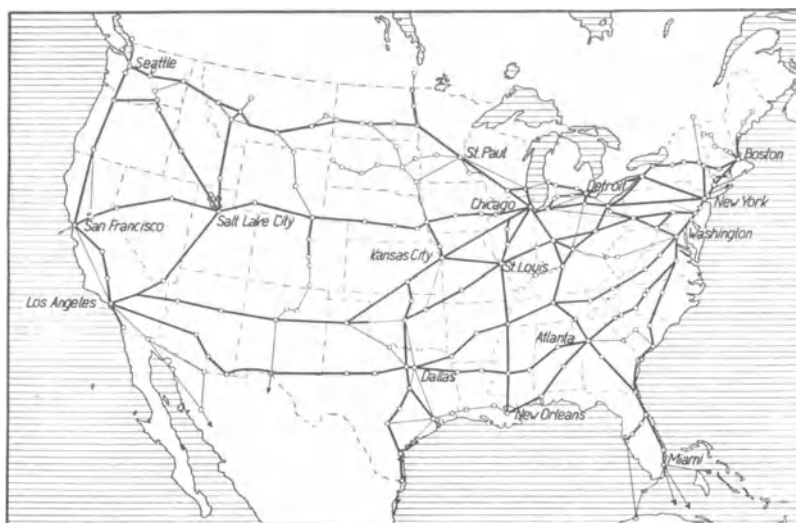 Seattle
St. Paul
Boston
Detroit
Chicago
New York
San Francisco
Salt Lake City
Washington
Kansas City
St. Louis
Los Angeles
Atlanta
Dallas
New Orleans
Miami